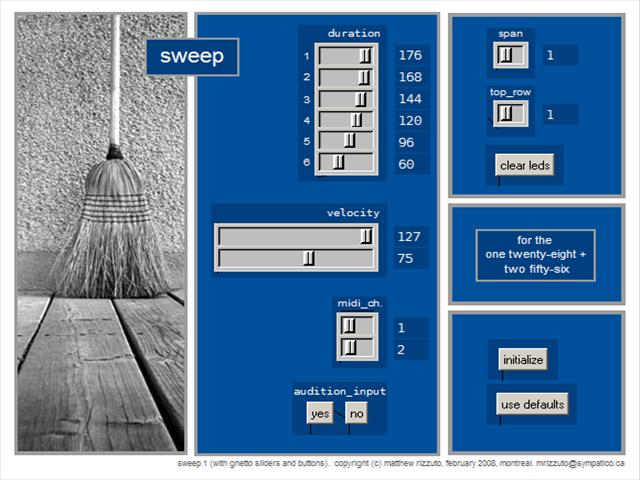 sweep
duration
1 176
2 168
3 144
4 120
5 96
6 60
velocity
127
75
midi_ch.
1
2
audition_input
yes no
span
1
top_row
1
clear leds
for the
one twenty-eight +
two fifty-six
initialize
use defaults
sweep.1 (with ghetto sliders and buttons). copyright (c) matthew rizzuto, february 2008, montreal. mrizzuto@sympatico.ca